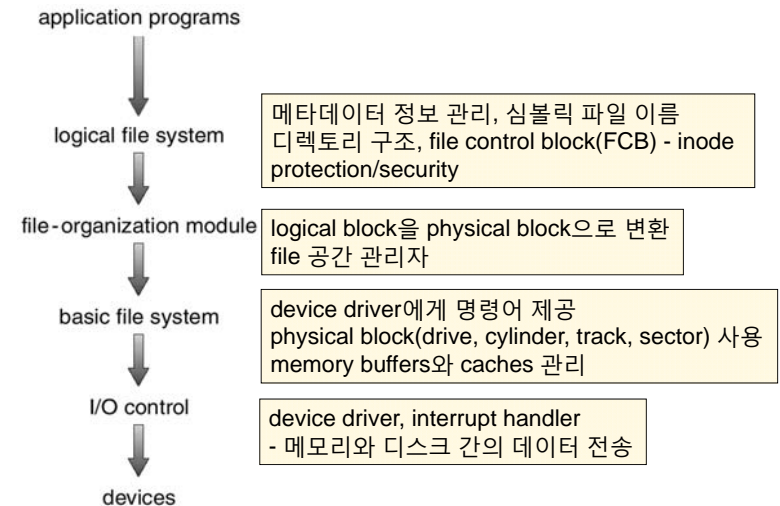 application programs
메타데이터 정보 관리, 심볼릭 파일 이름
디렉토리 구조, file control block(FCB) - inode
protection/security
logical file system
file-organization module
logical block을 physical block으로 변환
file 공간 관리자
basic file system
device driver에게 명령어 제공
physical block(drive, cylinder, track, sector) 사용
memory buffers와 caches 관리
I/O control
device driver, interrupt handler
- 메모리와 디스크 간의 데이터 전송
devices